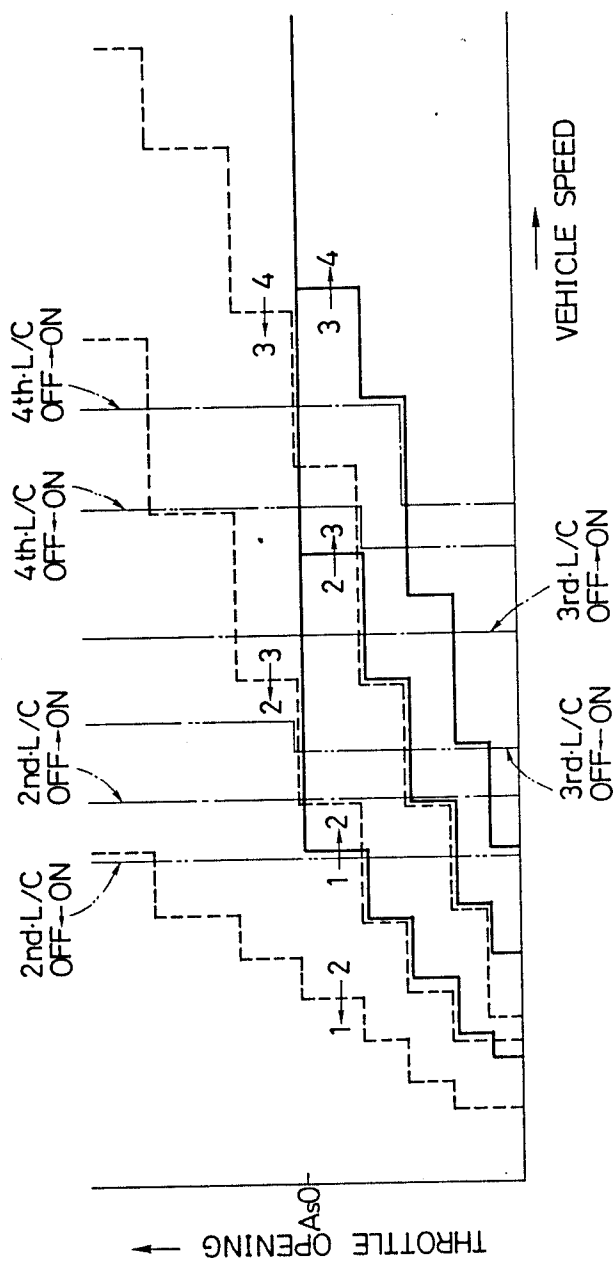 2nd·L/C
OFF←ON
2nd·L/C
OFF→ON
4th·L/C
OFF←ON
4th·L/C
OFF→ON
1←2
1→2
2←3
2→3
3←4
3→4
3rd·L/C
OFF←ON
3rd·L/C
OFF→ON
THROTTLE OPENING →
AsO
→
VEHICLE SPEED